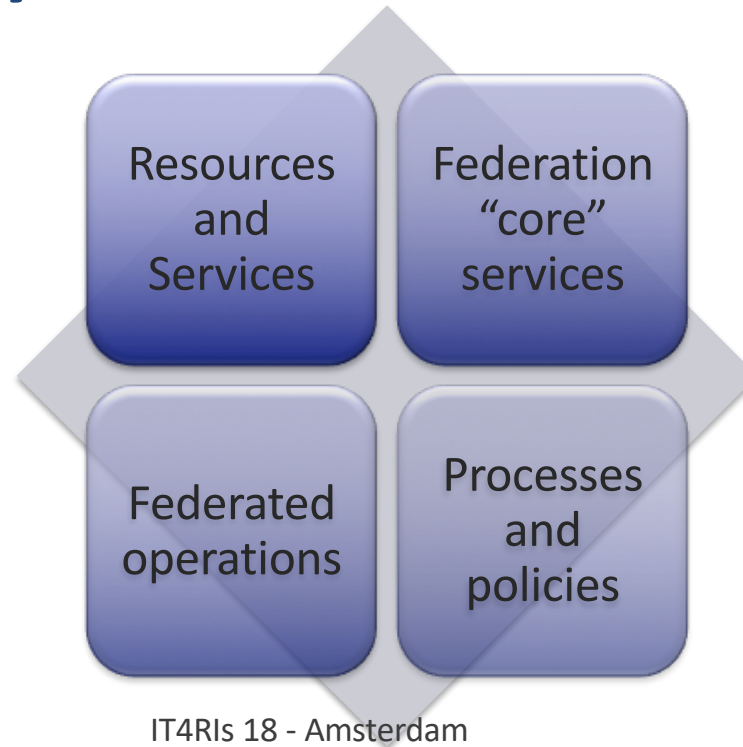 Resources
and
Services
Federation
“core”
services
Federated
operations
Processes
and
policies
IT4RIs 18 - Amsterdam